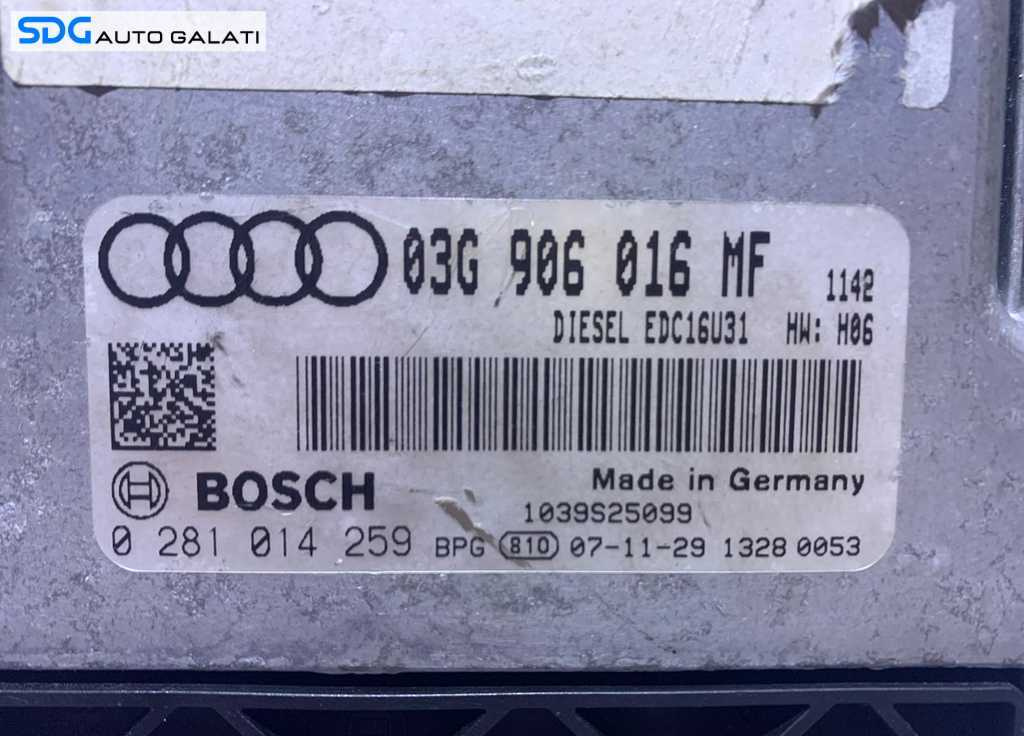 SDG AUTO GALATI
03G 906 016 MF 1142
DIESEL EDC16U31 HW: H06
BOSCH
Made in Germany
1039S25099
0 281 014 259 BPG 810 07-11-29 1328 0053